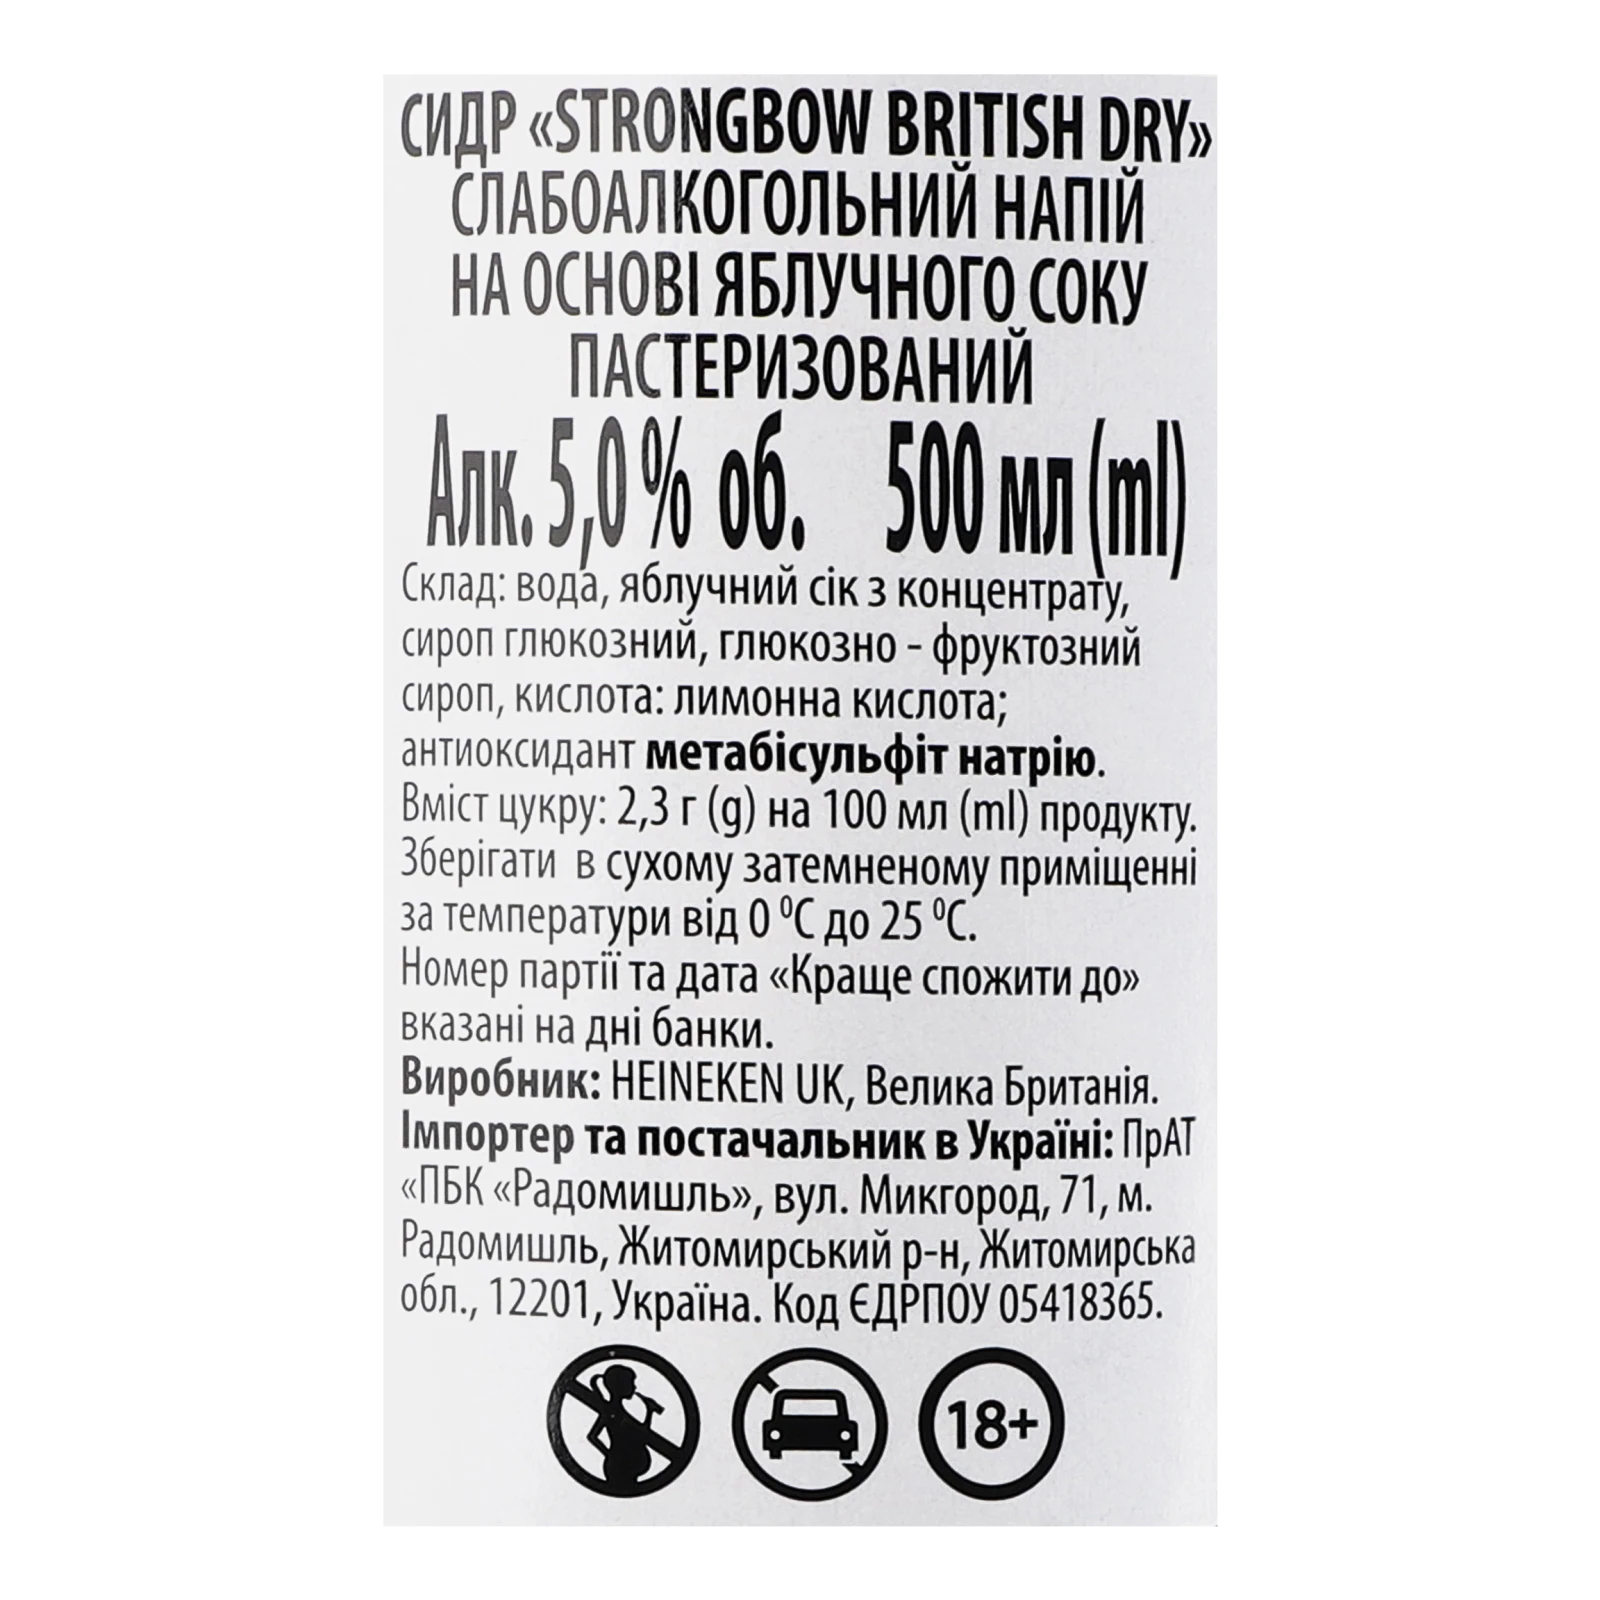 СИДР «STRONGBOW BRITISH DRY»
СЛАБОАЛКОГОЛЬНИЙ НАПІЙ
НА ОСНОВІ ЯБЛУЧНОГО СОКУ
ПАСТЕРИЗОВАНИЙ
Алк. 5,0 % об. 500 мл (ml)
Склад: вода, яблучний сік з концентрату,
сироп глюкозний, глюкозно - фруктозний
сироп, кислота: лимонна кислота;
антиоксидант метабісульфіт натрію.
Вміст цукру: 2,3 г (g) на 100 мл (ml) продукту.
Зберігати в сухому затемненому приміщенні
за температури від 0 ⁰C до 25 ⁰C.
Номер партії та дата «Краще спожити до»
вказані на дні банки.
Виробник: HEINEKEN UK, Велика Британія.
Імпортер та постачальник в Україні: ПрАТ
«ПБК «Радомишль», вул. Микгород, 71, м.
Радомишль, Житомирський р-н, Житомирська
обл., 12201, Україна. Код ЄДРПОУ 05418365.
18+